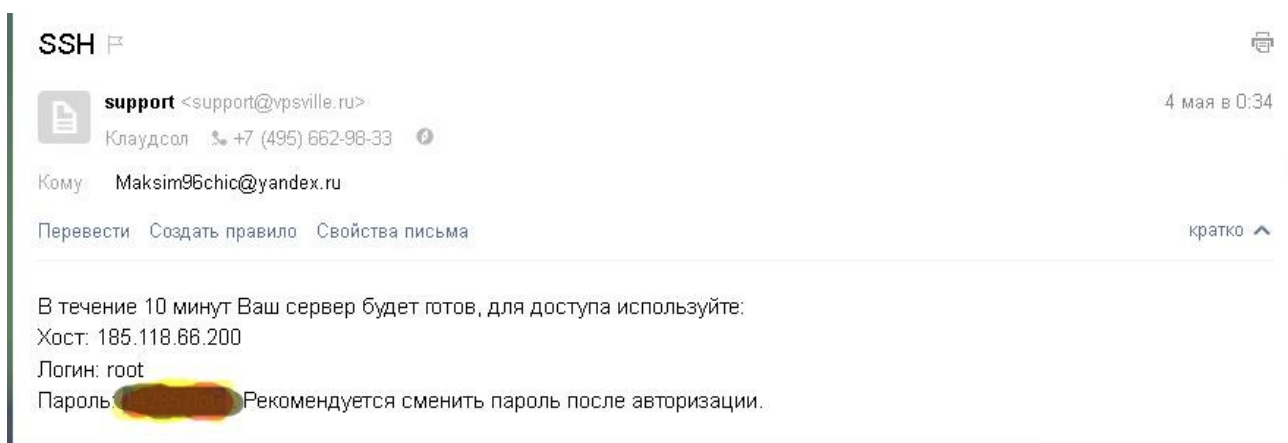 SSH
support <support@vpsville.ru>
4 мая в 0:34
Клаудсол +7 (495) 662-98-33
Кому Maksim96chic@yandex.ru
Перевести Создать правило Свойства письма
кратко
В течение 10 минут Ваш сервер будет готов, для доступа используйте:
Хост: 185.118.66.200
Логин: root
Пароль: Рекомендуется сменить пароль после авторизации.